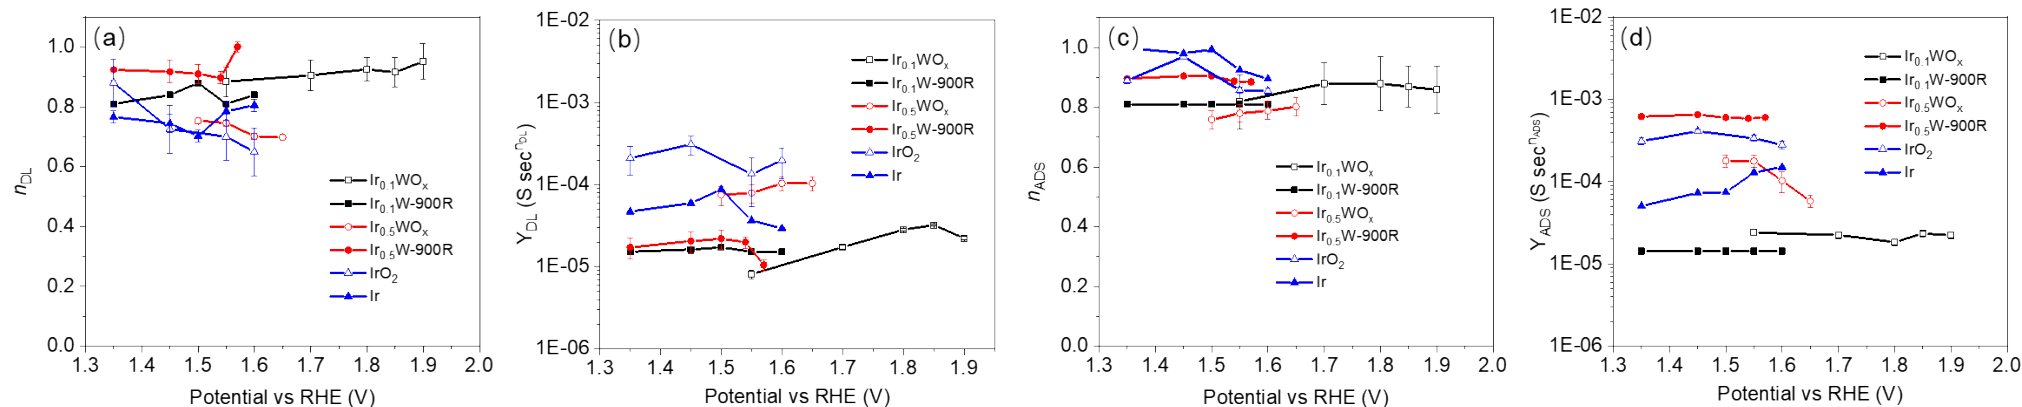 (a)
n_DL
1.0
0.8
0.6
0.4
0.2
0.0
Ir0.1WOx
Ir0.1W-900R
Ir0.5WOx
Ir0.5W-900R
IrO2
Ir
1.3 1.4 1.5 1.6 1.7 1.8 1.9 2.0
Potential vs RHE (V)
(b)
Y_DL (S sec^n_DL)
1E-02
1E-03
1E-04
1E-05
1E-06
Ir0.1WOx
Ir0.1W-900R
Ir0.5WOx
Ir0.5W-900R
IrO2
Ir
1.3 1.4 1.5 1.6 1.7 1.8 1.9
Potential vs RHE (V)
(c)
n_ADS
1.0
0.8
0.6
0.4
0.2
0.0
Ir0.1WOx
Ir0.1W-900R
Ir0.5WOx
Ir0.5W-900R
IrO2
Ir
1.3 1.4 1.5 1.6 1.7 1.8 1.9 2.0
Potential vs RHE (V)
(d)
Y_ADS (S sec^n_ADS)
1E-02
1E-03
1E-04
1E-05
1E-06
Ir0.1WOx
Ir0.1W-900R
Ir0.5WOx
Ir0.5W-900R
IrO2
Ir
1.3 1.4 1.5 1.6 1.7 1.8 1.9 2.0
Potential vs RHE (V)